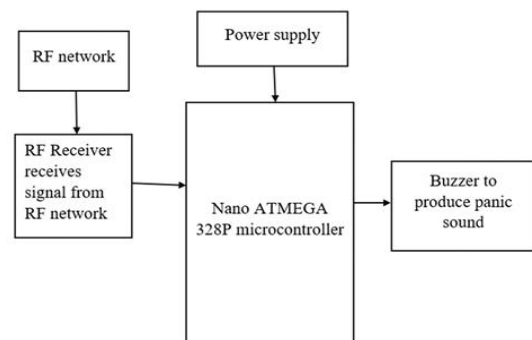 RF network
Power supply
RF Receiver
receives
signal from
RF network
Nano ATMEGA
328P microcontroller
Buzzer to
produce panic
sound